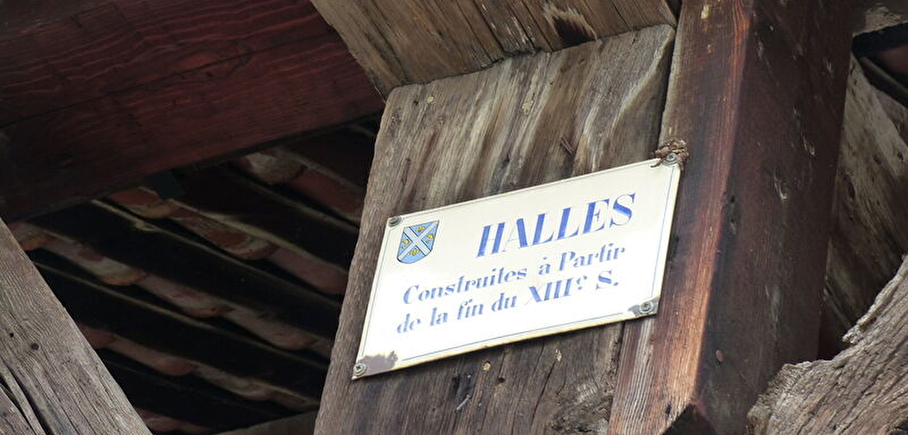 HALLES
Construites à Partir
de la fin du XIIIe S.